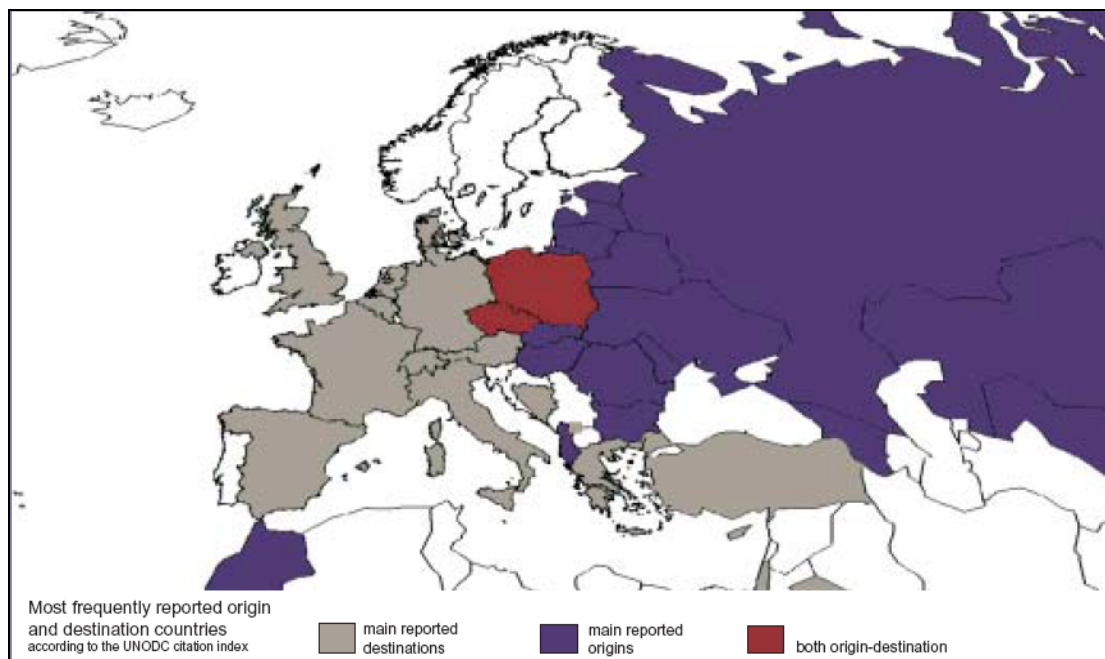 Most frequently reported origin
and destination countries
according to the UNODC citation index
main reported
destinations
main reported
origins
both origin-destination